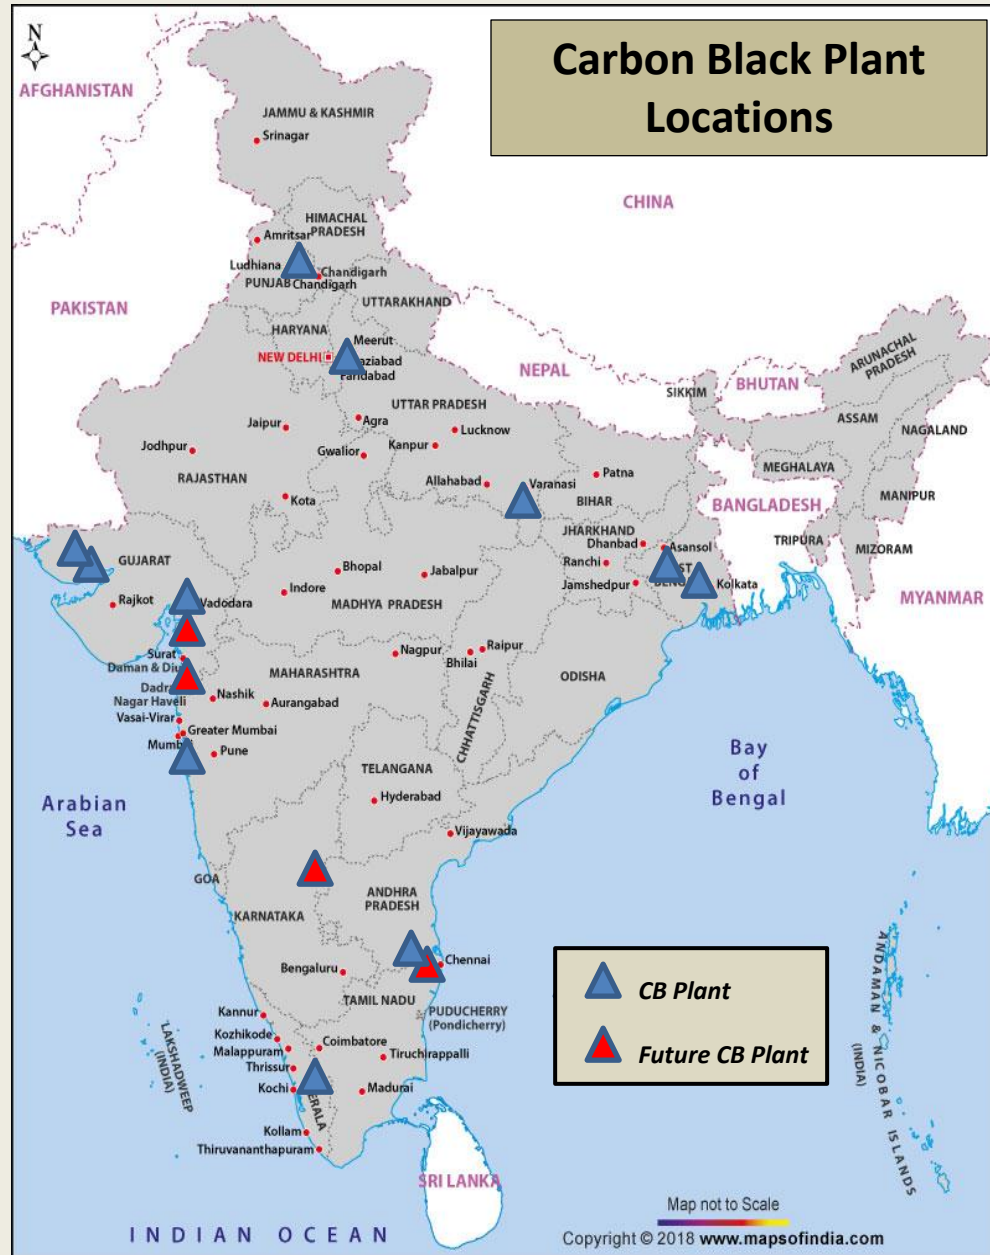 Carbon Black Plant
Locations
N
AFGHANISTAN
JAMMU & KASHMIR
Srinagar
CHINA
HIMACHAL
PRADESH
Amritsar
Ludhiana
Chandigarh
PUNJAB
Chandigarh
PAKISTAN
UTTARAKHAND
HARYANA
Meerut
NEW DELHI
Faridabad
NEPAL
SIKKIM
BHUTAN
ARUNACHAL
PRADESH
UTTAR PRADESH
ASSAM
NAGALAND
Jaipur
Agra
Lucknow
Jodhpur
Gwalior
Kanpur
MEGHALAYA
RAJASTHAN
Allahabad
Varanasi
Patna
Kota
BIHAR
BANGLADESH
MANIPUR
JHARKHAND
TRIPURA
MIZORAM
Dhanbad
Asansol
GUJARAT
Bhopal
Jabalpur
Ranchi
Indore
Jamshedpur
Kolkata
Rajkot
Vadodara
MADHYA PRADESH
MYANMAR
Surat
Nagpur
Raipur
Bhilai
Daman & Diu
MAHARASHTRA
ODISHA
Nagar Haveli
Nashik
Aurangabad
CHHATTISGARH
Vasai-Virar
Greater Mumbai
Pune
Arabian
Sea
TELANGANA
Hyderabad
Bay
of
Bengal
Vijayawada
GOA
ANDHRA
PRADESH
KARNATAKA
Bengaluru
Chennai
TAMIL NADU
PUDUCHERRY
(Pondicherry)
Kannur
Kozhikode
Coimbatore
Malappuram
Tiruchirappalli
Thrissur
Kochi
Madurai
Kollam
Thiruvananthapuram
LAKSHADWEEP
(INDIA)
ANDAMAN & NICOBAR ISLANDS
(INDIA)
CB Plant
Future CB Plant
SRI LANKA
INDIAN OCEAN
Map not to Scale
Copyright © 2018 www.mapsofindia.com